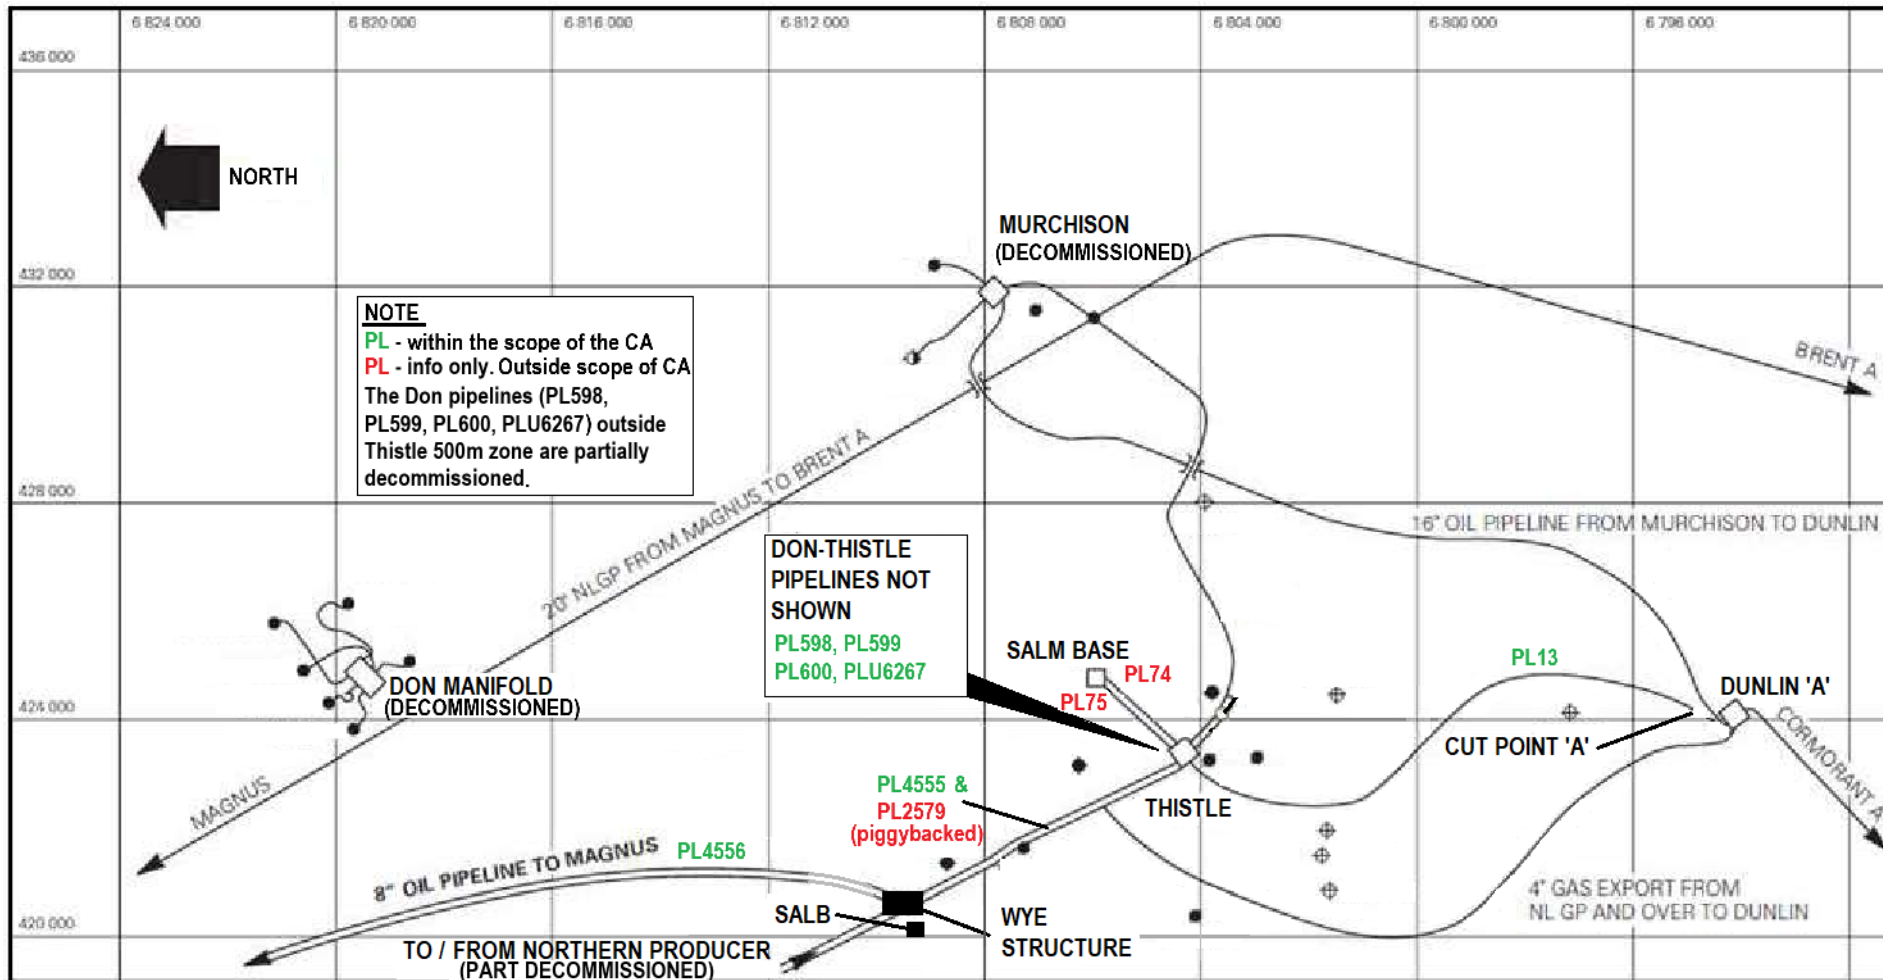 6 824 000
6 820 000
6 816 000
6 812 000
6 808 000
6 804 000
6 800 000
6 796 000
436 000
432 000
428 000
424 000
420 000
NORTH
MURCHISON
(DECOMMISSIONED)
NOTE
PL - within the scope of the CA
PL - info only. Outside scope of CA
The Don pipelines (PL598,
PL599, PL600, PLU6267) outside
Thistle 500m zone are partially
decommissioned.
BRENT A
20" NLGP FROM MAGNUS TO BRENT A
16" OIL PIPELINE FROM MURCHISON TO DUNLIN
DON-THISTLE
PIPELINES NOT
SHOWN
PL598, PL599
PL600, PLU6267
SALM BASE
PL74
PL75
PL13
DUNLIN 'A'
CUT POINT 'A'
CORMORANT A
DON MANIFOLD
(DECOMMISSIONED)
MAGNUS
THISTLE
PL4555 &
PL2579
(piggybacked)
8" OIL PIPELINE TO MAGNUS
PL4556
SALB
WYE
STRUCTURE
4" GAS EXPORT FROM
NL GP AND OVER TO DUNLIN
TO / FROM NORTHERN PRODUCER
(PART DECOMMISSIONED)